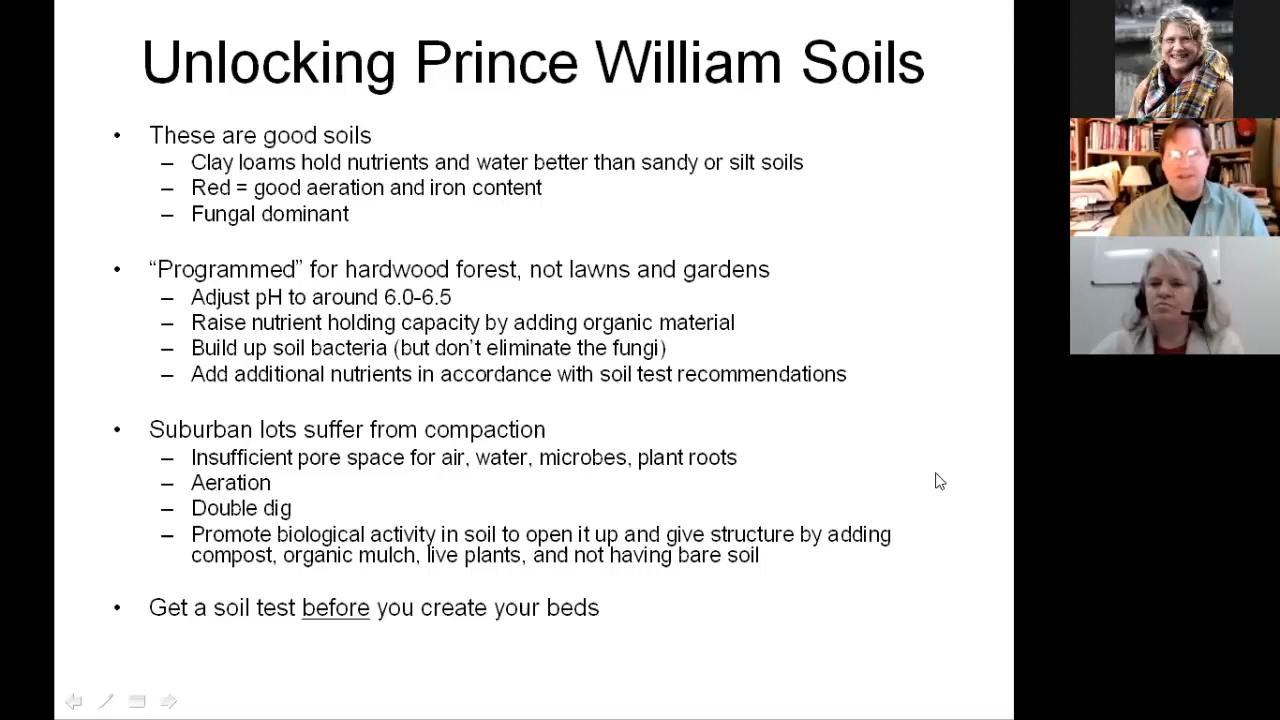 Unlocking Prince William Soils
• These are good soils
– Clay loams hold nutrients and water better than sandy or silt soils
– Red = good aeration and iron content
– Fungal dominant
• “Programmed” for hardwood forest, not lawns and gardens
– Adjust pH to around 6.0-6.5
– Raise nutrient holding capacity by adding organic material
– Build up soil bacteria (but don’t eliminate the fungi)
– Add additional nutrients in accordance with soil test recommendations
• Suburban lots suffer from compaction
– Insufficient pore space for air, water, microbes, plant roots
– Aeration
– Double dig
– Promote biological activity in soil to open it up and give structure by adding
compost, organic mulch, live plants, and not having bare soil
• Get a soil test before you create your beds